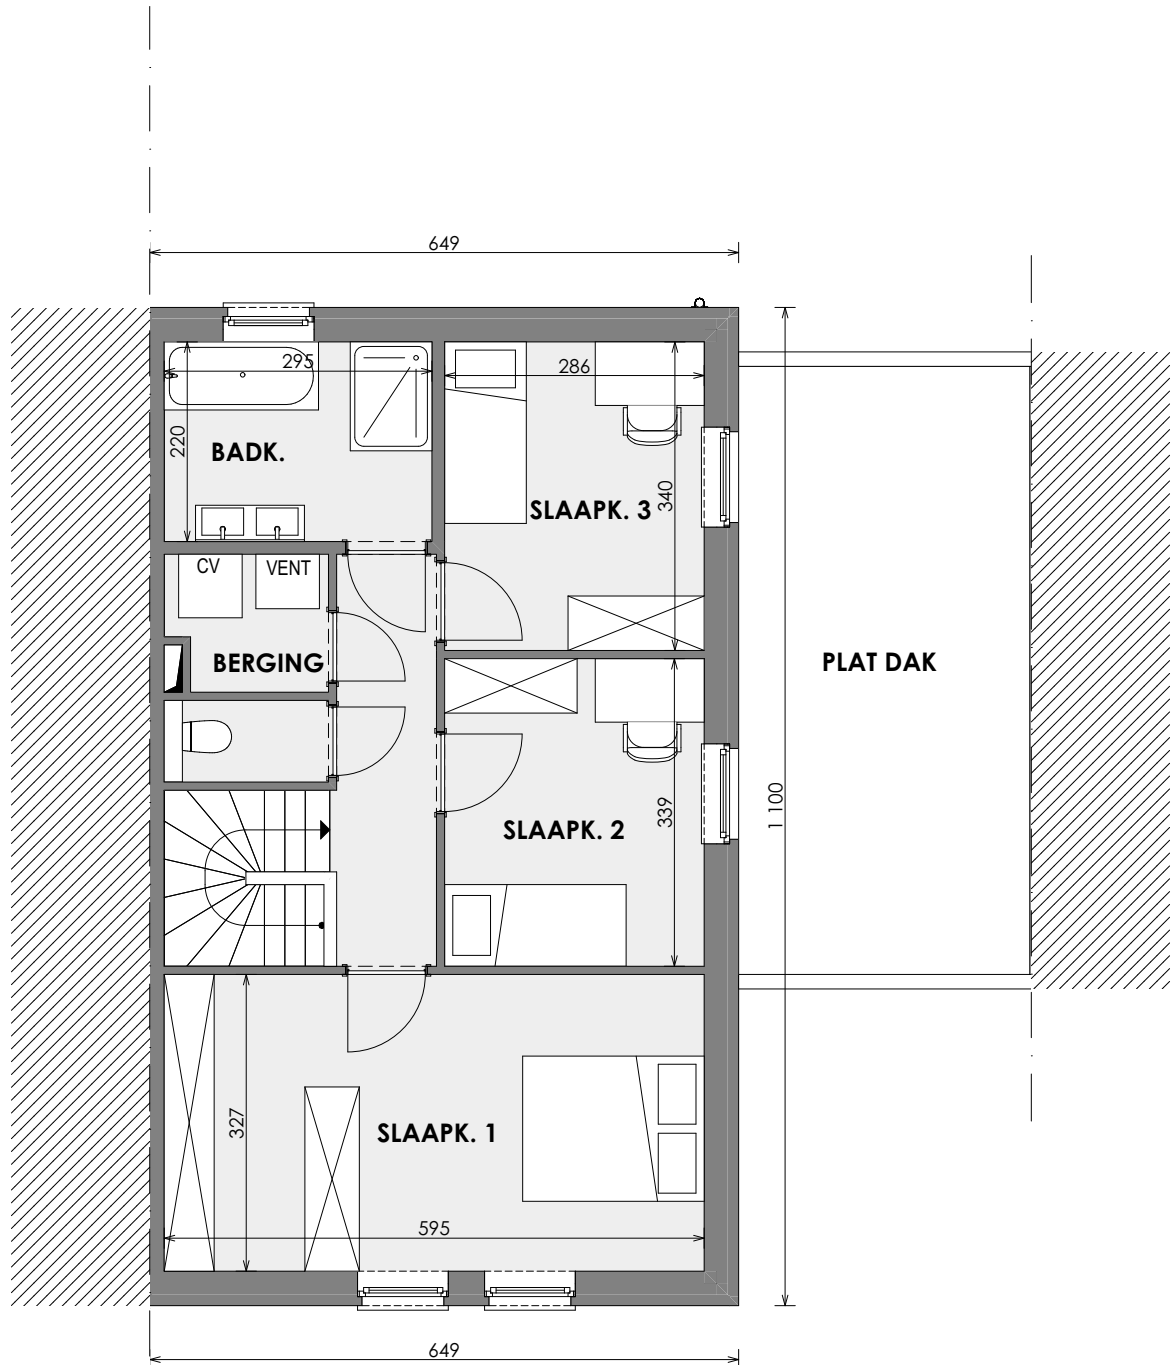 649
295
286
220
BADK.
SLAAPK. 3
340
CV
VENT
BERGING
PLAT DAK
339
SLAAPK. 2
1 100
327
SLAAPK. 1
595
649